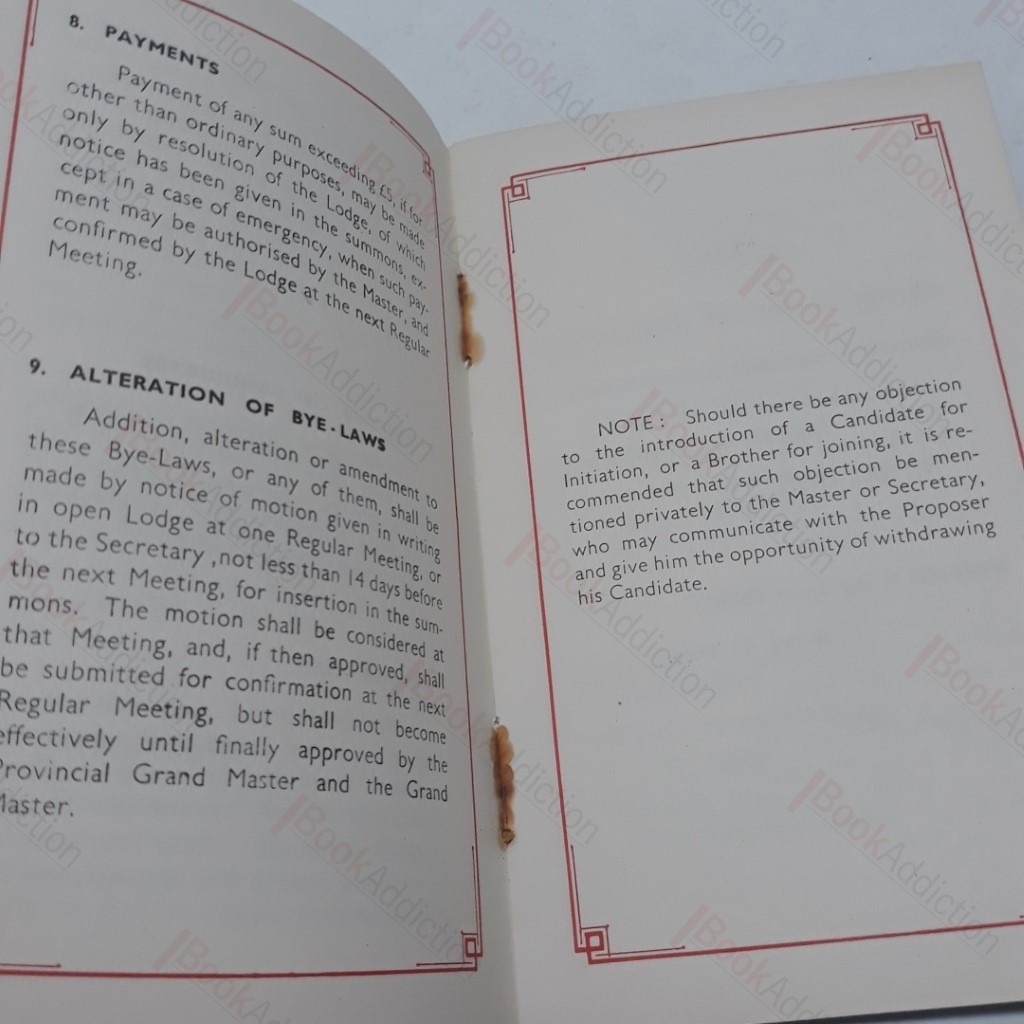 8. PAYMENTS
Payment of any sum exceeding £5, if for
other than ordinary purposes, may be made
only by resolution of the Lodge, of which
notice has been given in the summons, ex-
cept in a case of emergency, when such pay-
ment may be authorised by the Master, and
confirmed by the Lodge at the next Regular
Meeting.
9. ALTERATION OF BYE-LAWS
Addition, alteration or amendment to
these Bye-Laws, or any of them, shall be
made by notice of motion given in writing
in open Lodge at one Regular Meeting, or
to the Secretary ,not less than 14 days before
the next Meeting, for insertion in the sum-
mons. The motion shall be considered at
that Meeting, and, if then approved, shall
be submitted for confirmation at the next
Regular Meeting, but shall not become
effectively until finally approved by the
Provincial Grand Master and the Grand
Master.
NOTE: Should there be any objection
to the introduction of a Candidate for
Initiation, or a Brother for joining, it is re-
commended that such objection be men-
tioned privately to the Master or Secretary,
who may communicate with the Proposer
and give him the opportunity of withdrawing
his Candidate.
BookAddiction